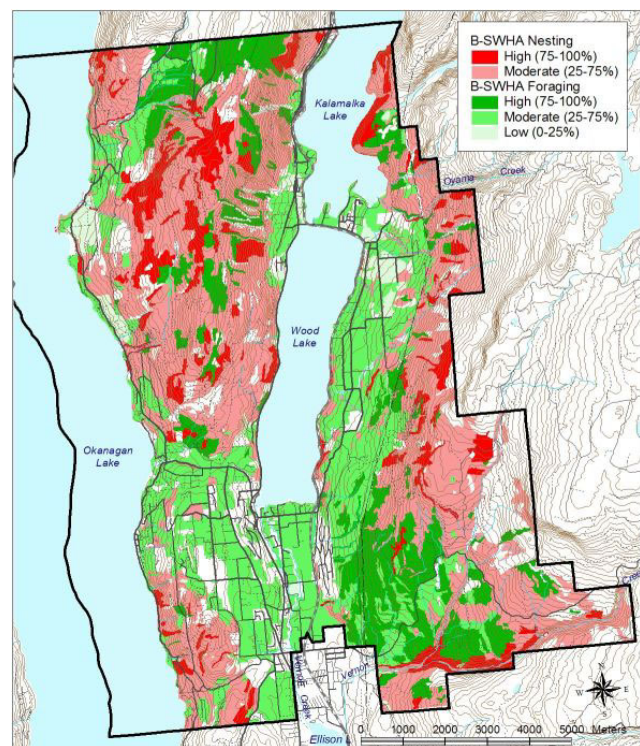 B-SWHA Nesting
High (75-100%)
Moderate (25-75%)
B-SWHA Foraging
High (75-100%)
Moderate (25-75%)
Low (0-25%)
Kalamalka
Lake
Oyama Creek
Wood
Lake
Okanagan
Lake
Creek
Vernon
Vernon
Creek
N
W E
S
Ellison L
0 1000 2000 3000 4000 5000 Meters